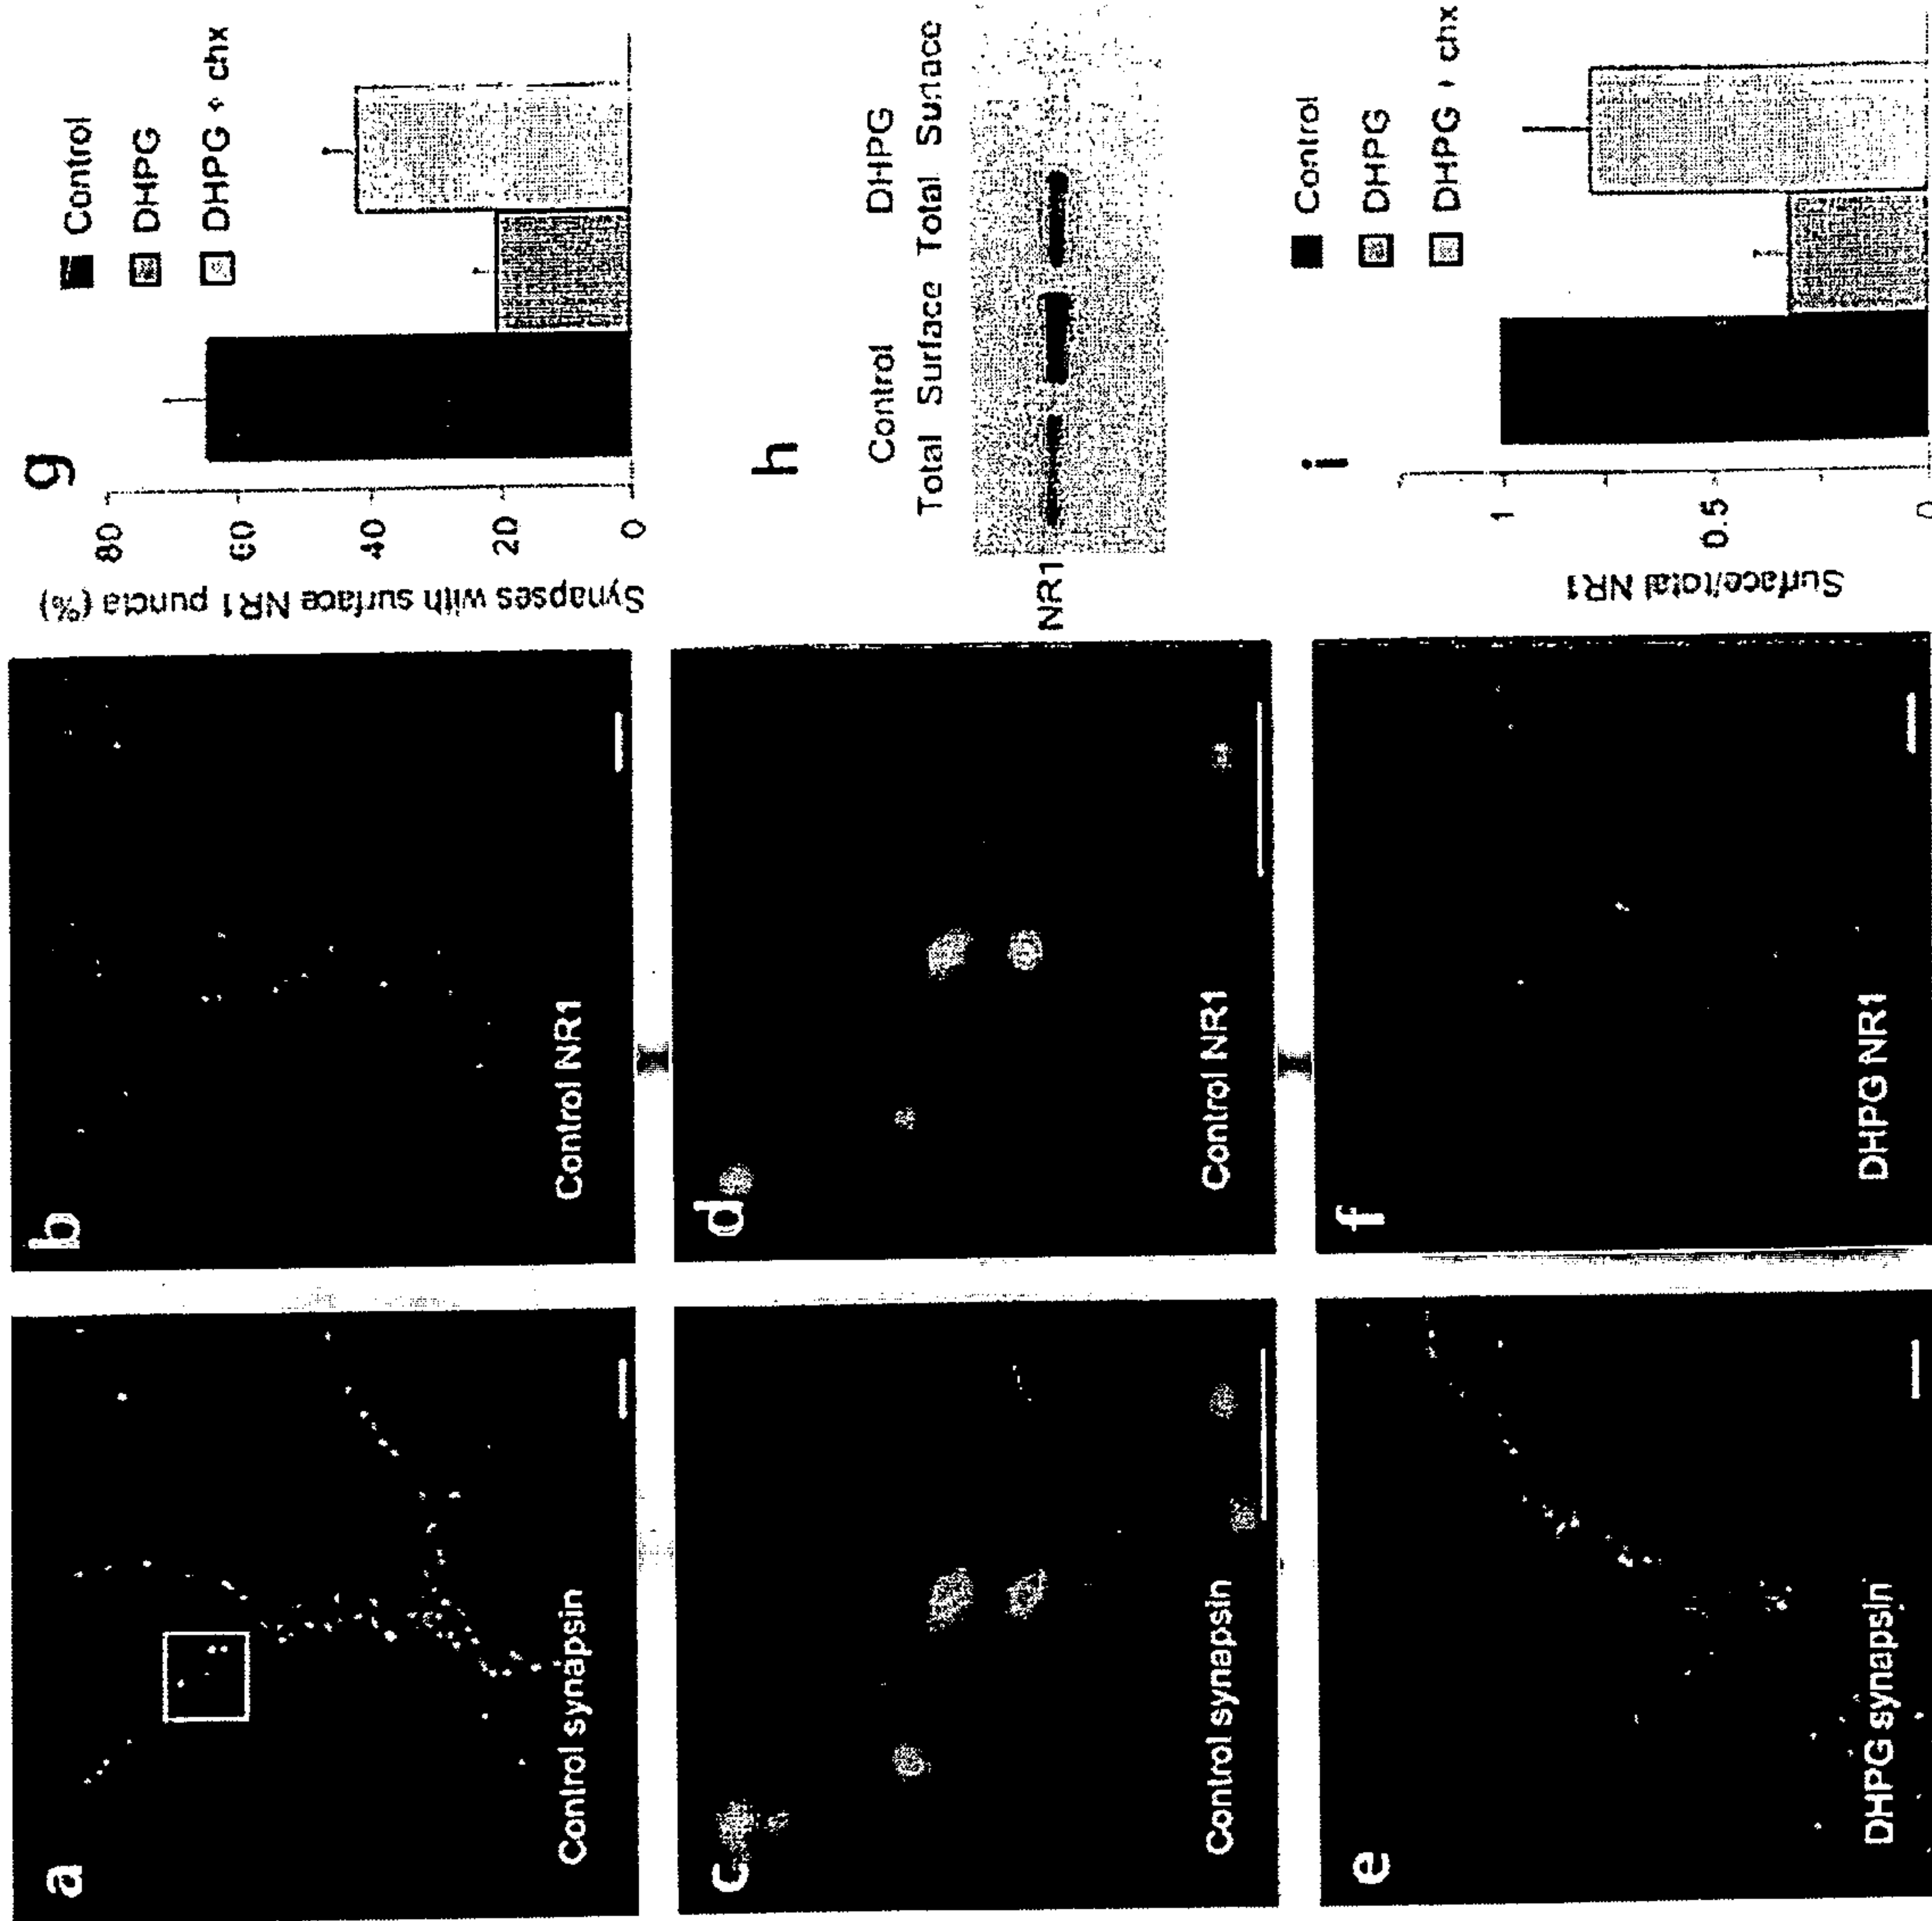 a
Control synapsin
b
Control NR1
c
Control synapsin
d
Control NR1
e
DHPG synapsin
f
DHPG NR1
g
Synapses with surface NR1 puncta (%)
80
60
40
20
0
Control
DHPG
DHPG + chx
h
Control DHPG
Total Surface Total Surface
NR1
i
Surface/total NR1
1
0.5
0
Control
DHPG
DHPG + chx